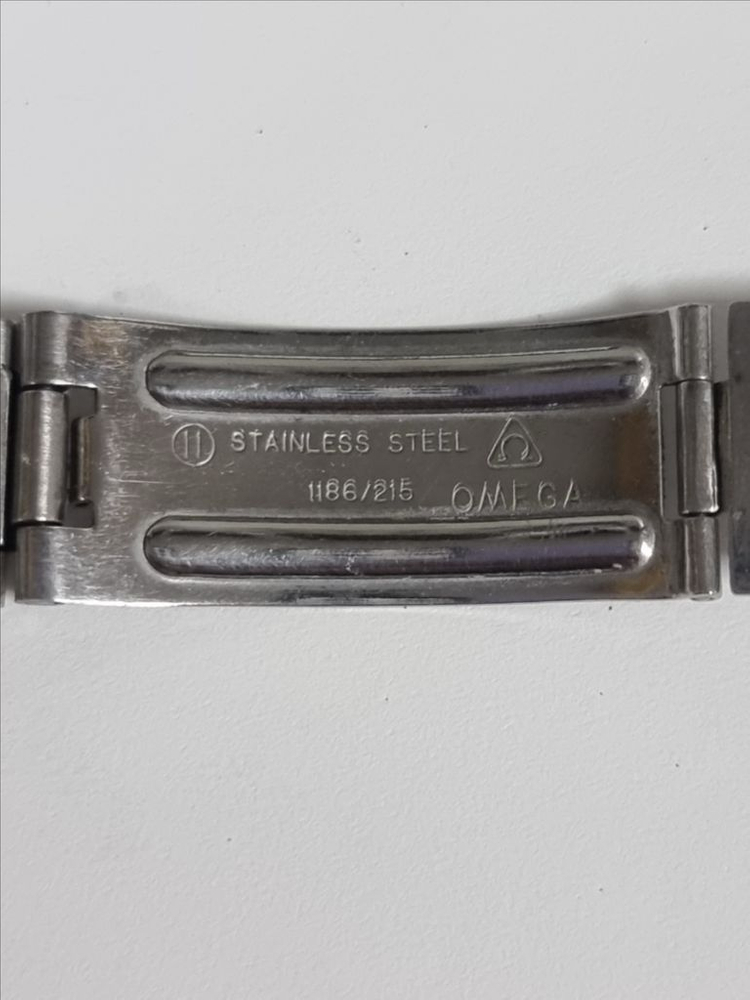 11 STAINLESS STEEL Ω
1186/215 OMEGA